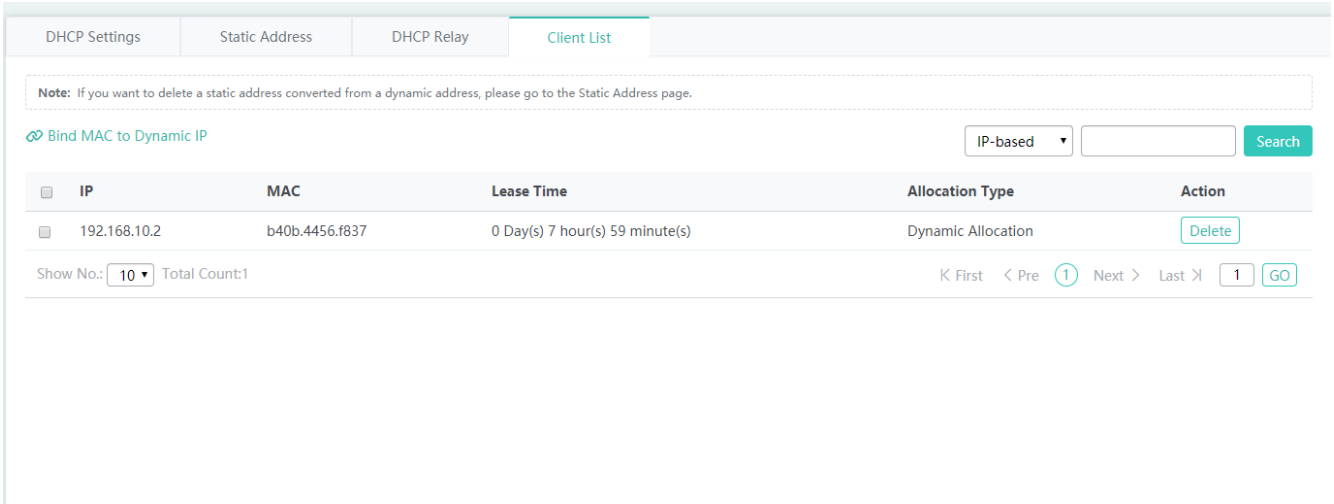 DHCP Settings Static Address DHCP Relay Client List
Note: If you want to delete a static address converted from a dynamic address, please go to the Static Address page.
Bind MAC to Dynamic IP IP-based Search
IP MAC Lease Time Allocation Type Action
192.168.10.2 b40b.4456.f837 0 Day(s) 7 hour(s) 59 minute(s) Dynamic Allocation Delete
Show No.: 10 Total Count:1 First Pre 1 Next Last 1 GO